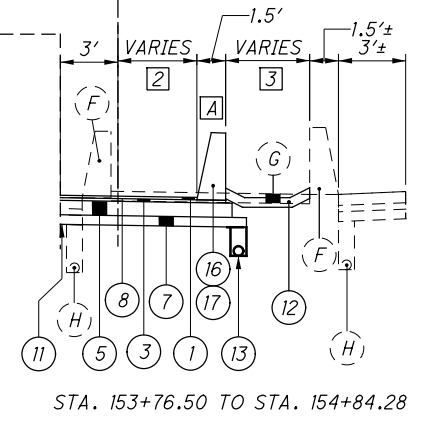 1.5'
1.5'±
3' VARIES VARIES 3'±
2 3
A
F
G
F
H H
8 7 16
17
12
11 5 3 1 13
STA. 153+76.50 TO STA. 154+84.28